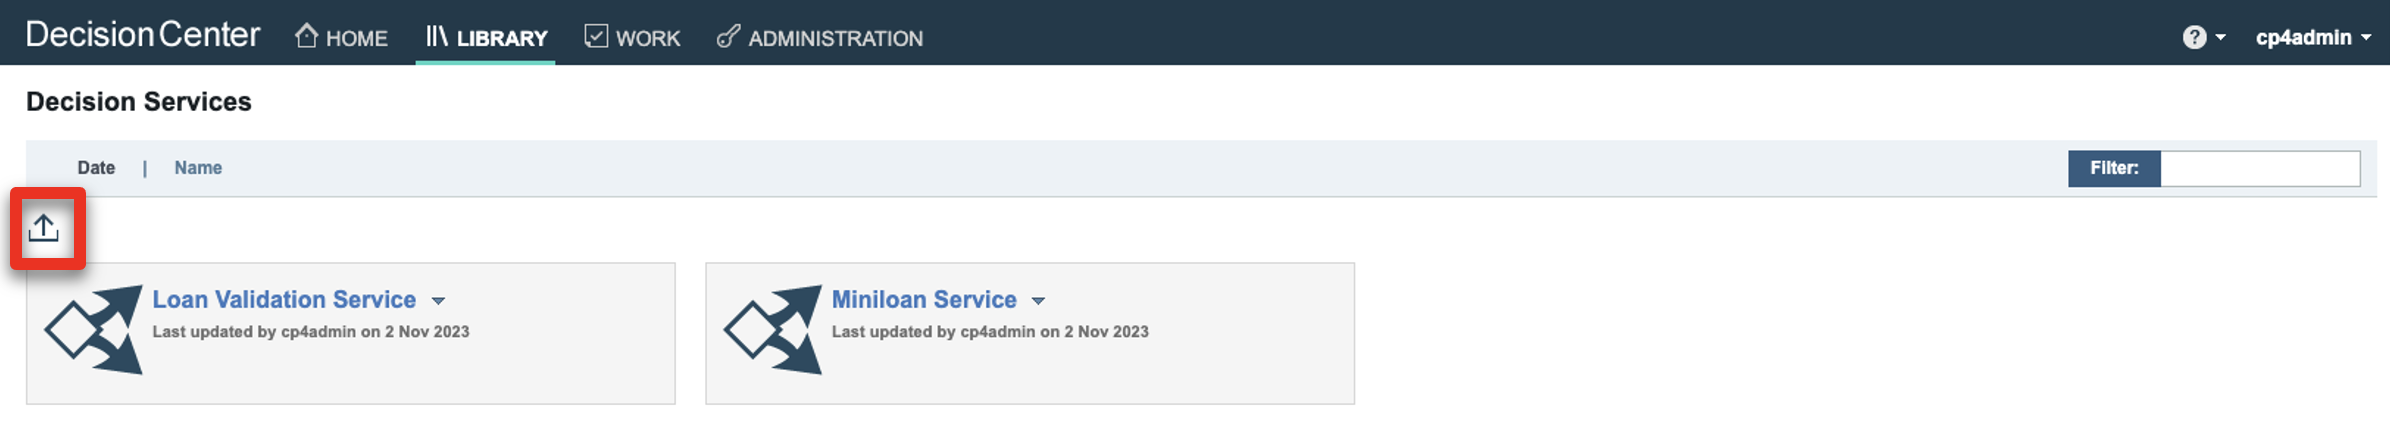 Decision Center HOME LIBRARY WORK ADMINISTRATION ? cp4admin
Decision Services
Date | Name Filter:
Loan Validation Service
Last updated by cp4admin on 2 Nov 2023
Miniloan Service
Last updated by cp4admin on 2 Nov 2023